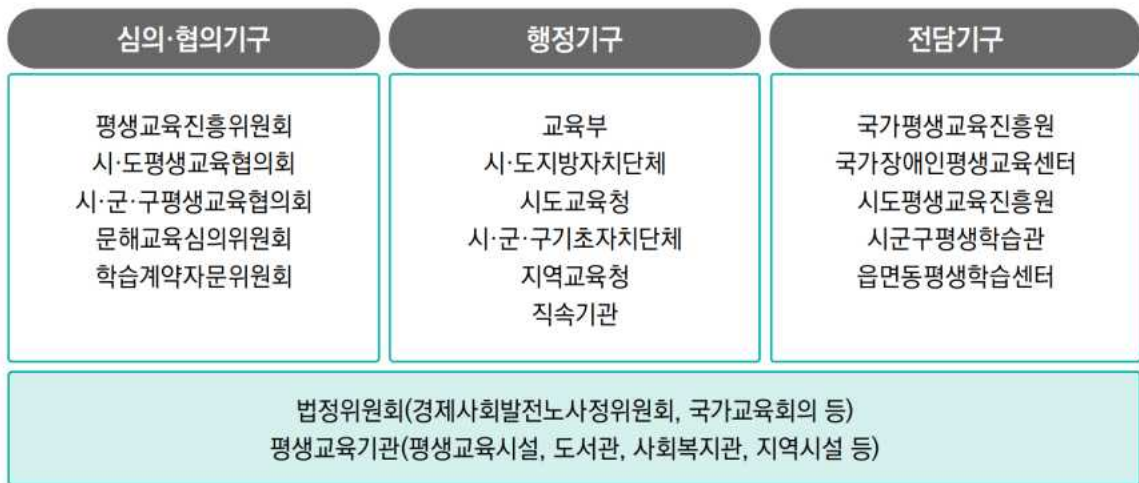 심의·협의기구
평생교육진흥위원회
시·도평생교육협의회
시·군·구평생교육협의회
문해교육심의위원회
학습계약자문위원회
행정기구
교육부
시·도지방자치단체
시도교육청
시·군·구기초자치단체
지역교육청
직속기관
전담기구
국가평생교육진흥원
국가장애인평생교육센터
시도평생교육진흥원
시군구평생학습관
읍면동평생학습센터
법정위원회(경제사회발전노사정위원회, 국가교육회의 등)
평생교육기관(평생교육시설, 도서관, 사회복지관, 지역시설 등)